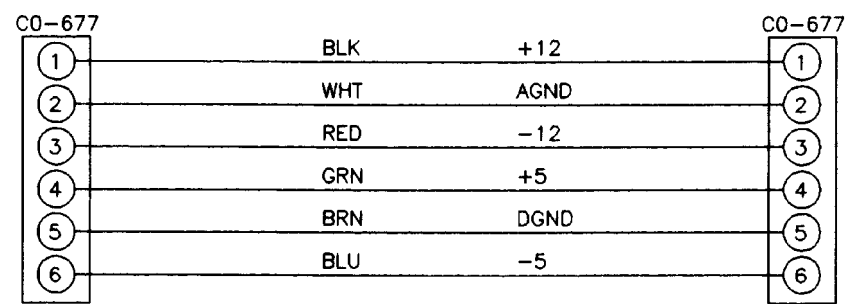 CO-677 CO-677
1 BLK +12 1
2 WHT AGND 2
3 RED -12 3
4 GRN +5 4
5 BRN DGND 5
6 BLU -5 6